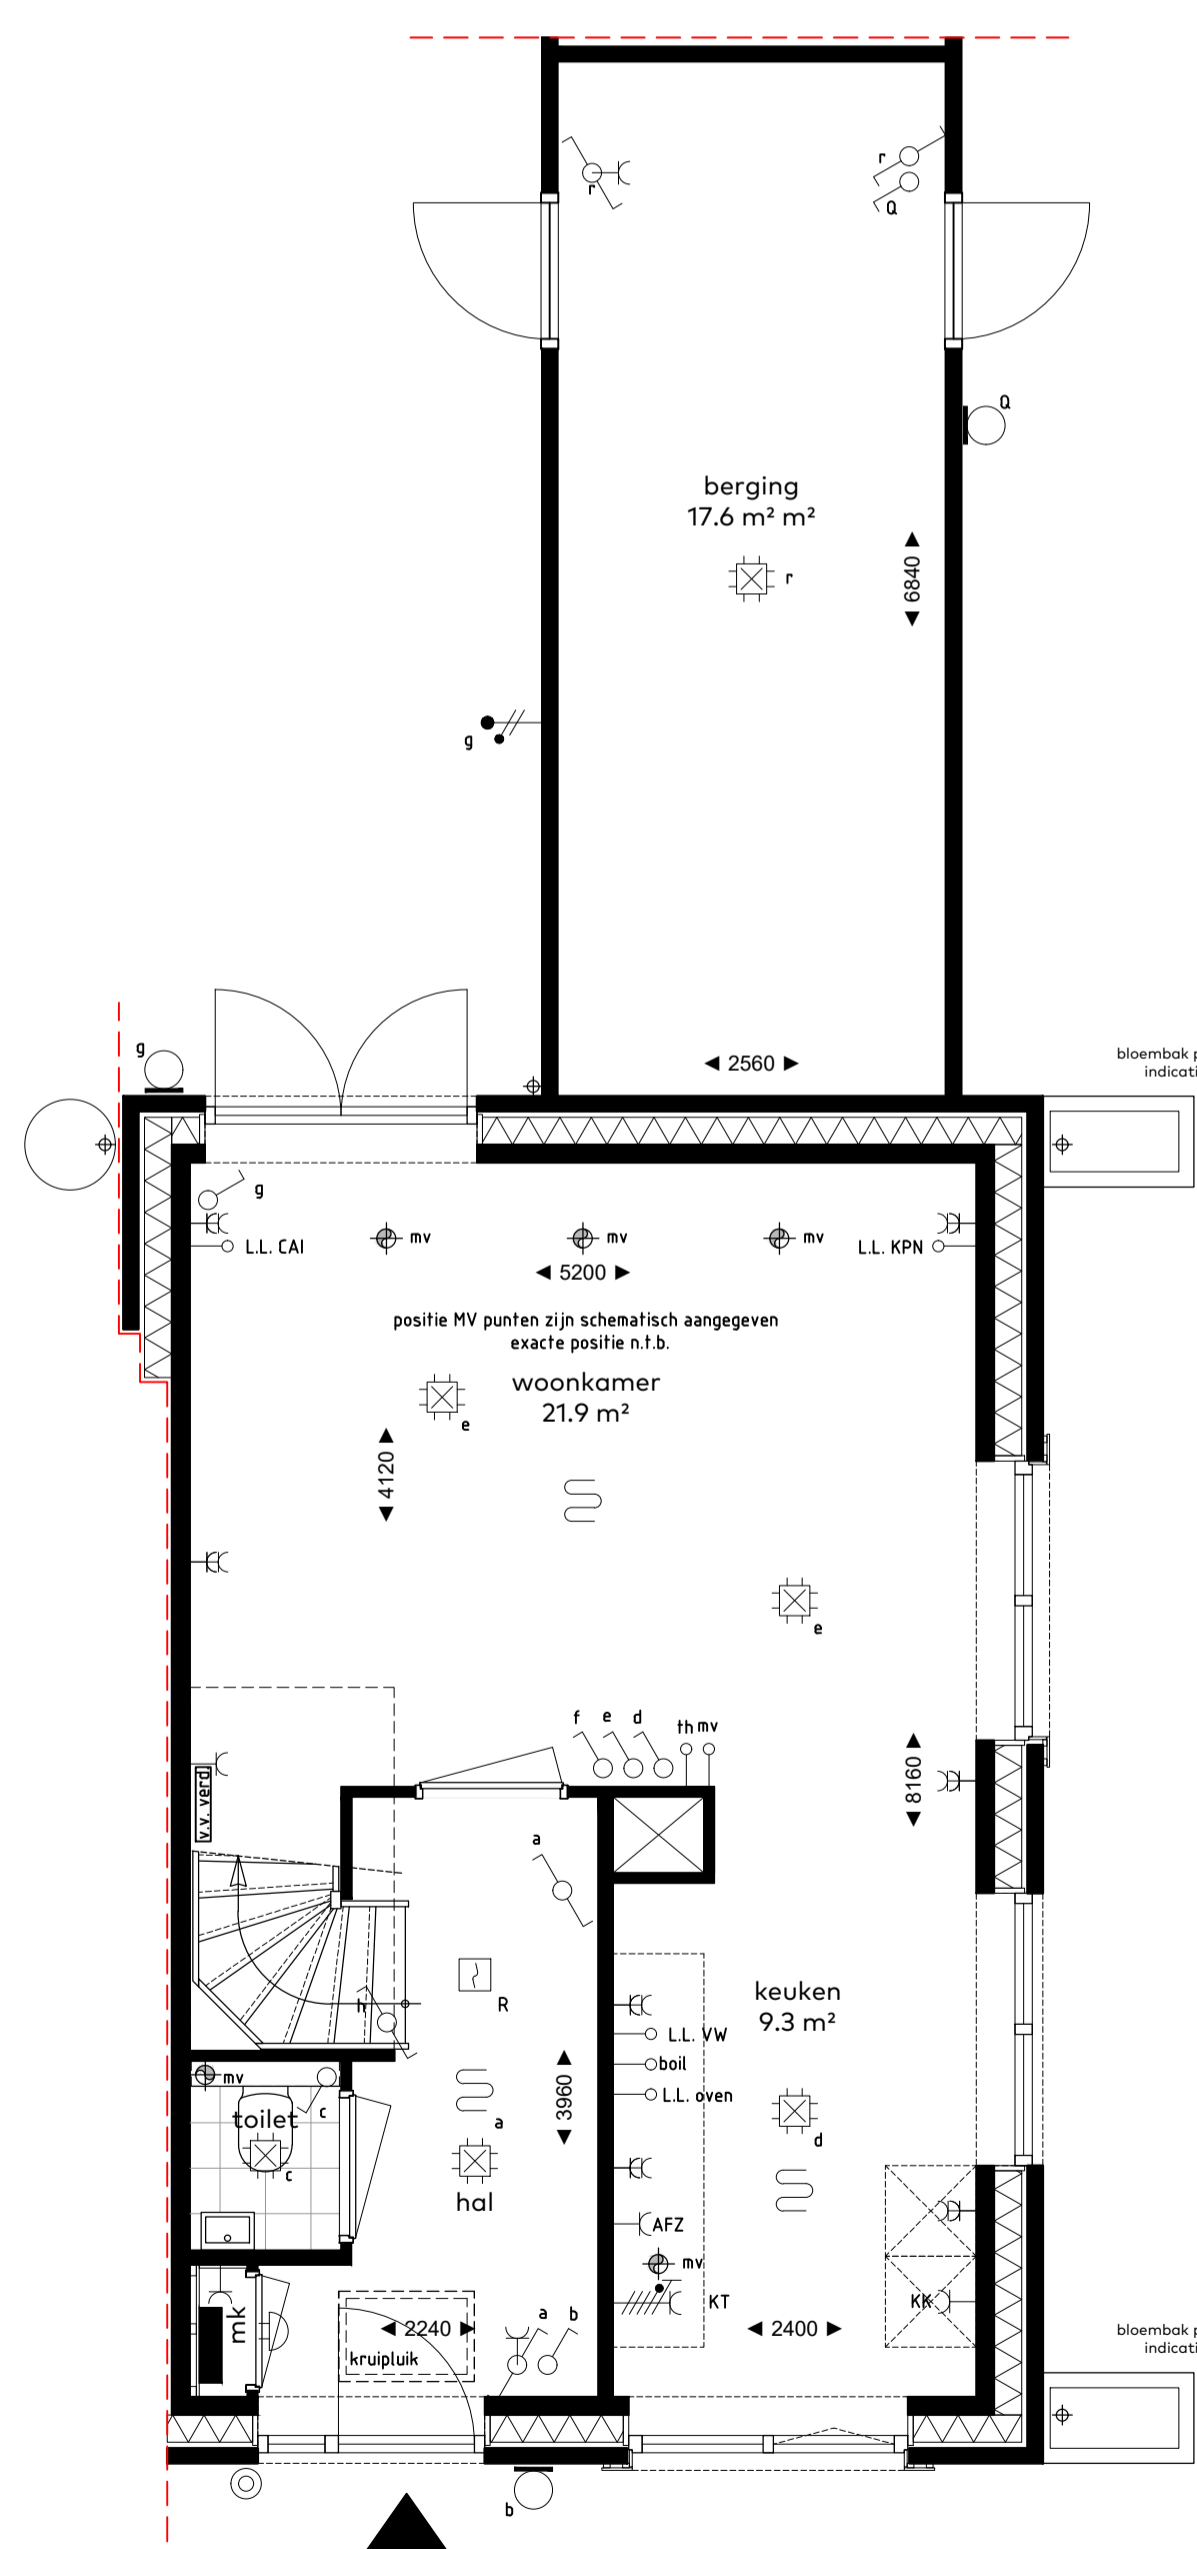 r
r
Q
Q
berging
17.6 m² m²
r
6840
g
2560
g
bloembak p
indicati
g
L.L. CAI
mv
mv
mv
L.L. KPN
5200
positie MV punten zijn schematisch aangegeven
exacte positie n.t.b.
woonkamer
21.9 m²
e
4120
e
f e d th mv
8160
v.v. verd.
a
R
h
keuken
9.3 m²
L.L. VW
boil
L.L. oven
mv
c
toilet
c
3960
a
hal
d
AFZ
mv
KT
KK
mk
2240
kruipluik
a b
2400
bloembak p
indicati
b